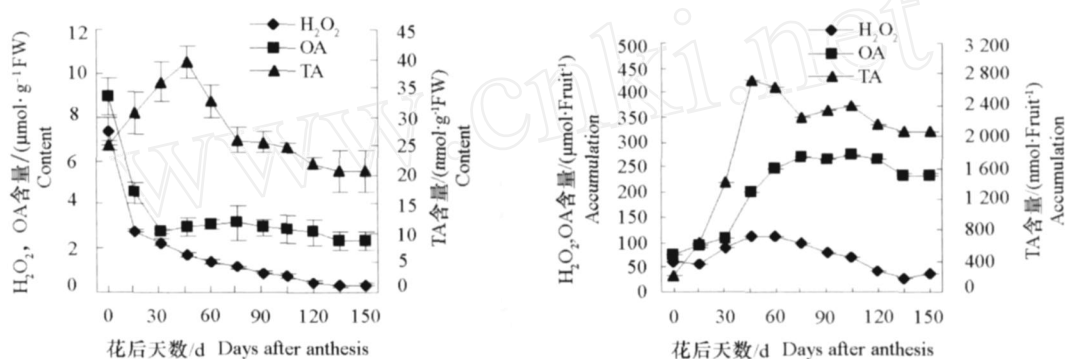 H₂O₂
OA
TA
H₂O₂, OA含量/(μmol·g⁻¹FW)
Content
12
10
8
6
4
2
0
45
40
35
30
25
20
15
10
5
0
TA含量/(nmol·g⁻¹FW)
Content
0 30 60 90 120 150
花后天数/d Days after anthesis
H₂O₂
OA
TA
H₂O₂,OA含量/(μmol·Fruit⁻¹)
Accumulation
500
450
400
350
300
250
200
150
100
50
0
3 200
2 800
2 400
2 000
1 600
1 200
800
400
0
TA含量/(nmol·Fruit⁻¹)
Accumulation
0 30 60 90 120 150
花后天数/d Days after anthesis
www.cnki.net